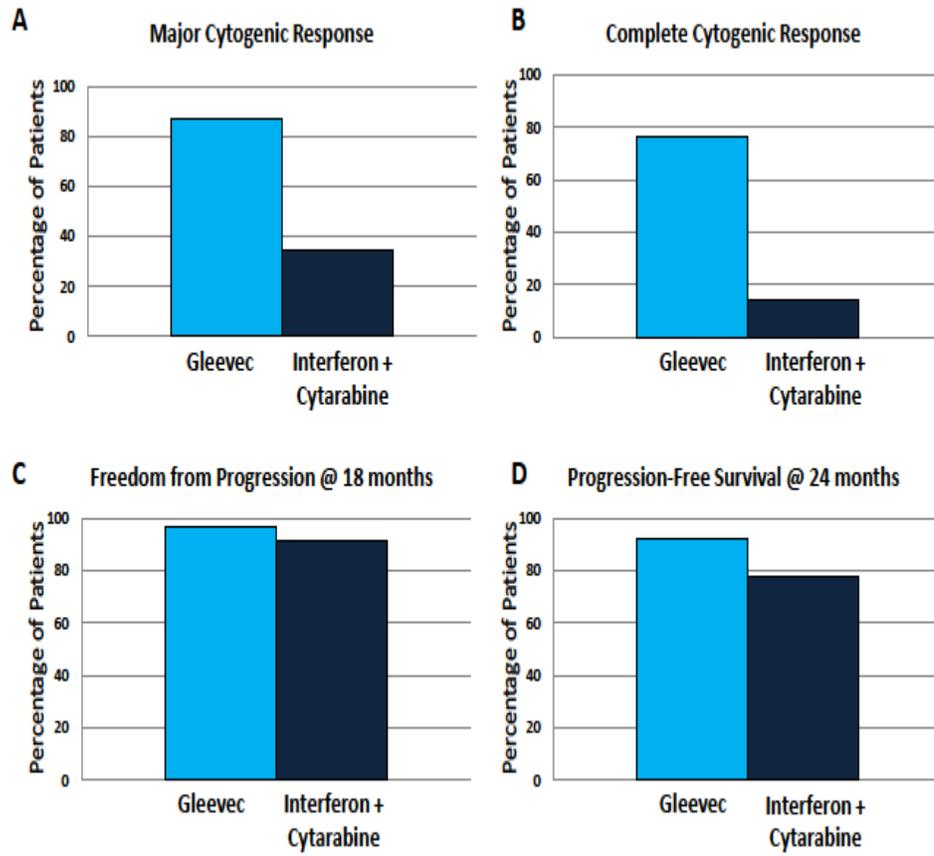 A
Major Cytogenic Response
Percentage of Patients
100
80
60
40
20
0
Gleevec
Interferon +
Cytarabine
B
Complete Cytogenic Response
Percentage of Patients
100
80
60
40
20
0
Gleevec
Interferon +
Cytarabine
C
Freedom from Progression @ 18 months
Percentage of Patients
100
80
60
40
20
0
Gleevec
Interferon +
Cytarabine
D
Progression-Free Survival @ 24 months
Percentage of Patients
100
80
60
40
20
0
Gleevec
Interferon +
Cytarabine